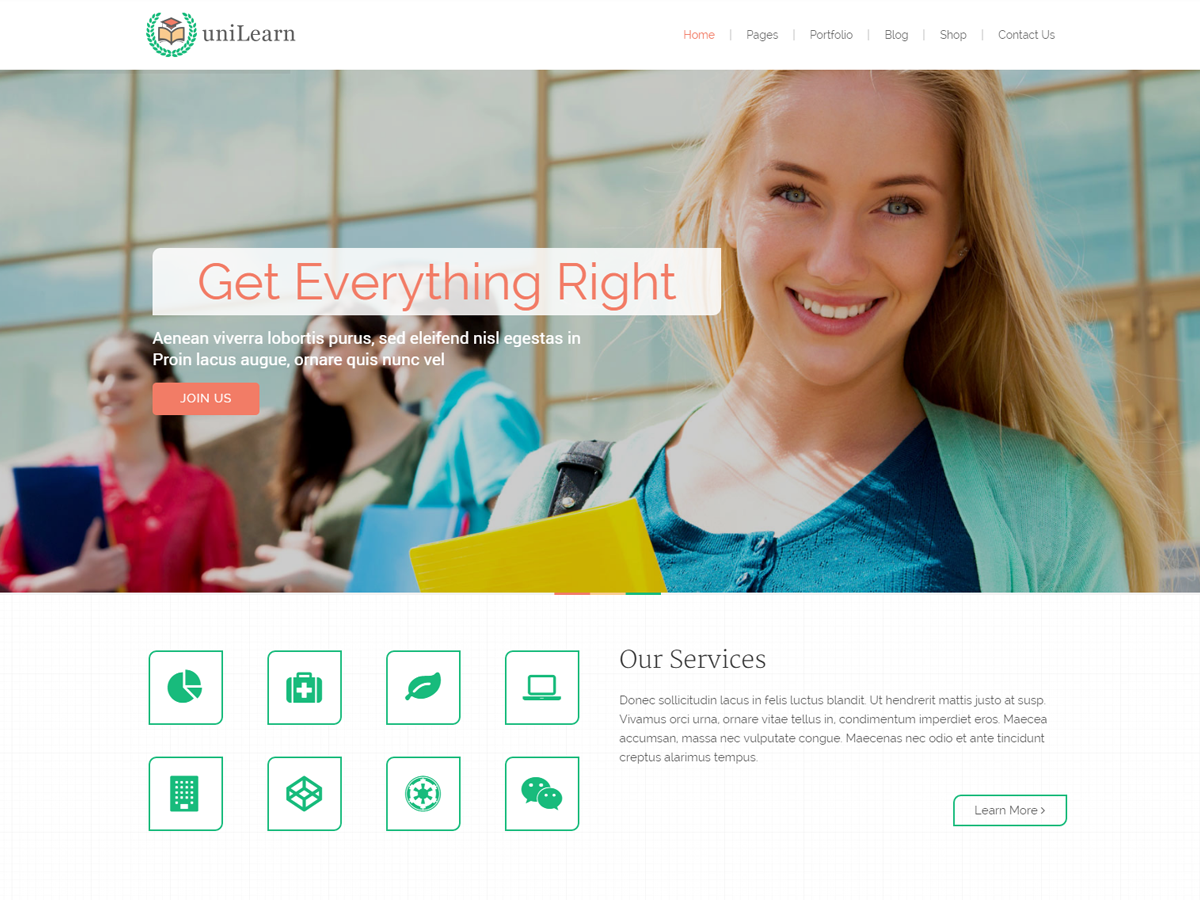 uniLearn
Home | Pages | Portfolio | Blog | Shop | Contact Us
Get Everything Right
Aenean viverra lobortis purus, sed eleifend nisl egestas in
Proin lacus augue, ornare quis nunc vel
JOIN US
Our Services
Donec sollicitudin lacus in felis luctus blandit. Ut hendrerit mattis justo at susp.
Vivamus orci urna, ornare vitae tellus in, condimentum imperdiet eros. Maecea
accumsan, massa nec vulputate congue. Maecenas nec odio et ante tincidunt
creptus alarimus tempus.
Learn More >